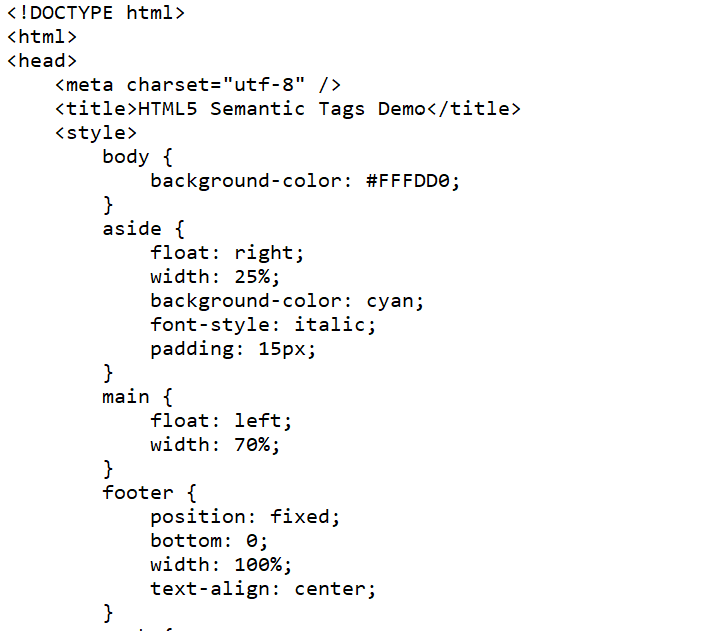 <!DOCTYPE html>
<html>
<head>
    <meta charset="utf-8" />
    <title>HTML5 Semantic Tags Demo</title>
    <style>
        body {
            background-color: #FFFDD0;
        }
        aside {
            float: right;
            width: 25%;
            background-color: cyan;
            font-style: italic;
            padding: 15px;
        }
        main {
            float: left;
            width: 70%;
        }
        footer {
            position: fixed;
            bottom: 0;
            width: 100%;
            text-align: center;
        }